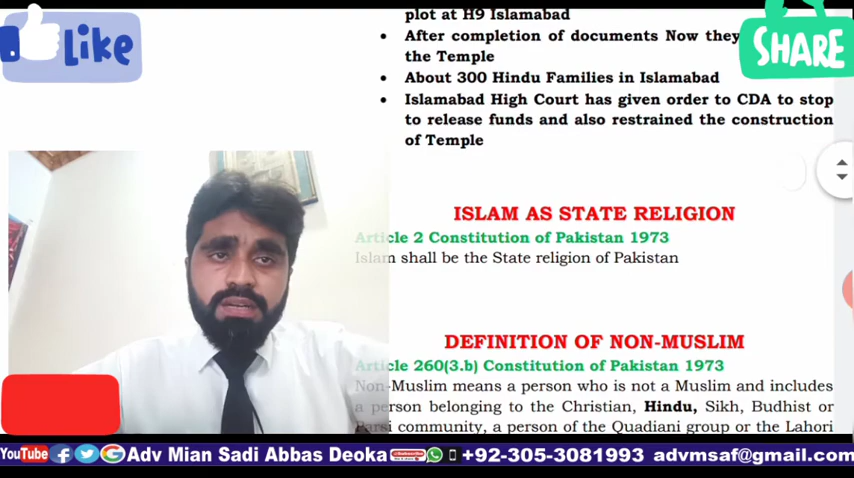 Like
SHARE
plot at H9 Islamabad
• After completion of documents Now they
the Temple
• About 300 Hindu Families in Islamabad
• Islamabad High Court has given order to CDA to stop
to release funds and also restrained the construction
of Temple
ISLAM AS STATE RELIGION
Article 2 Constitution of Pakistan 1973
Islam shall be the State religion of Pakistan
DEFINITION OF NON-MUSLIM
Article 260(3.b) Constitution of Pakistan 1973
Non-Muslim means a person who is not a Muslim and includes
a person belonging to the Christian, Hindu, Sikh, Budhist or
Parsi community, a person of the Quadiani group or the Lahori
YouTube Adv Mian Sadi Abbas Deoka +92-305-3081993 advmsaf@gmail.com